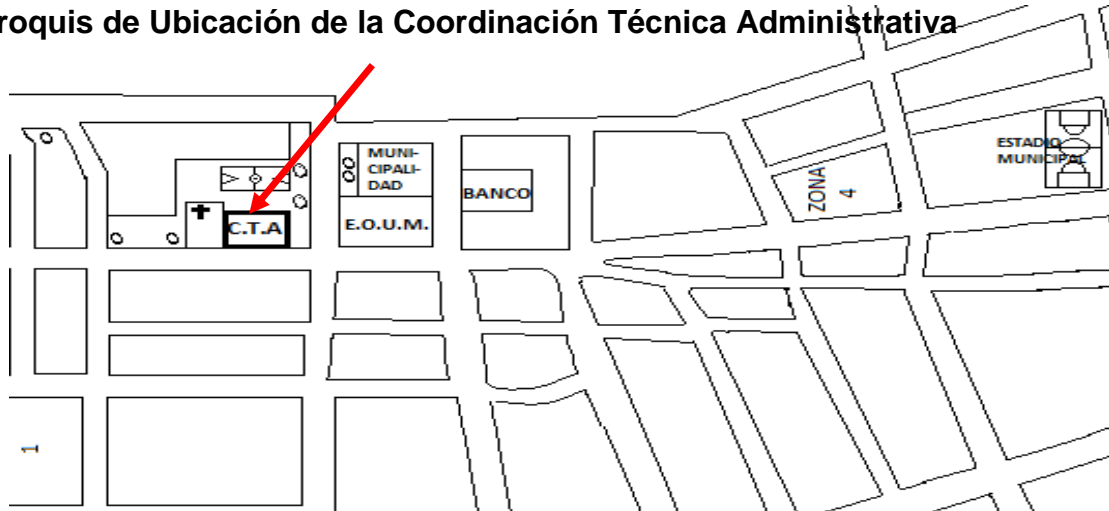 roquis de Ubicación de la Coordinación Técnica Administrativa
MUNI-
CIPALI-
DAD
E.O.U.M.
C.T.A
BANCO
ZONA
4
ESTADIO
MUNICIPAL
1